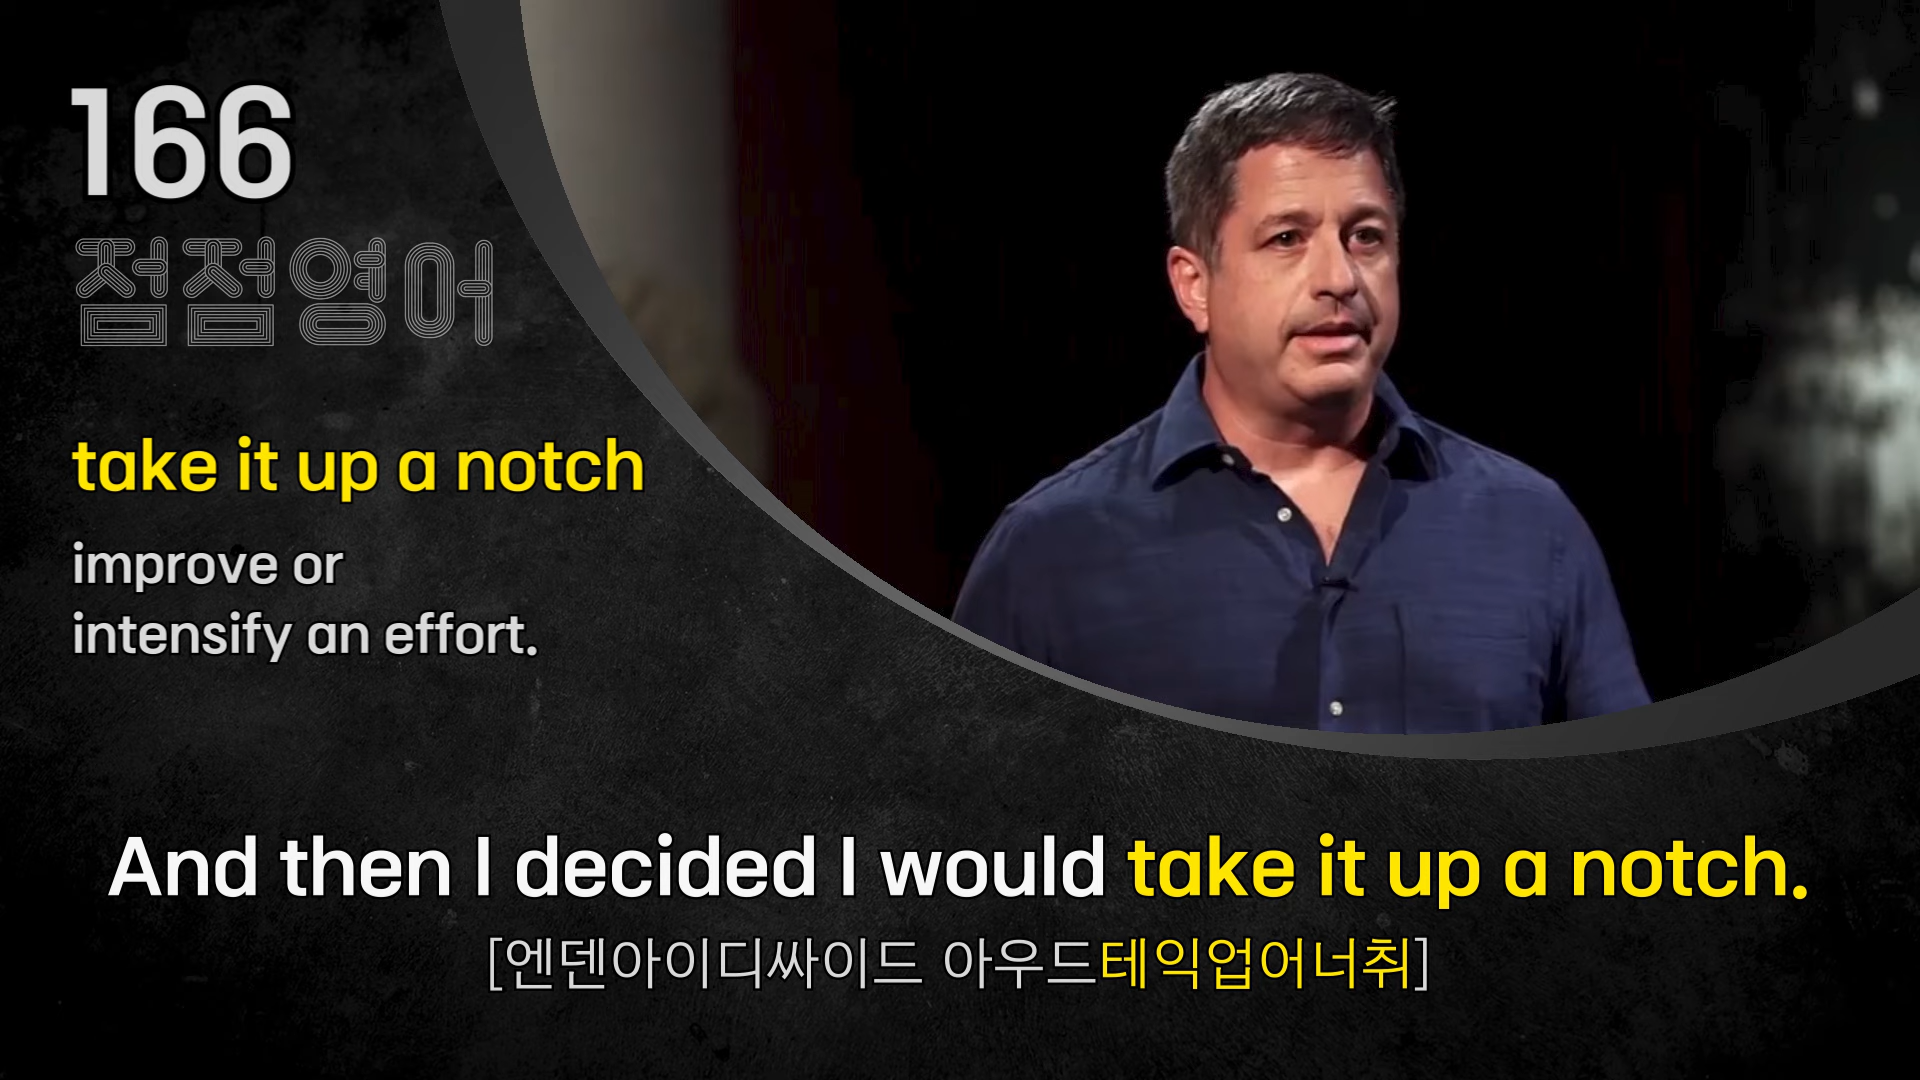 166
점점영어
take it up a notch
improve or
intensify an effort.
And then I decided I would take it up a notch.
[엔덴아이디싸이드 아우드테익업어너취]